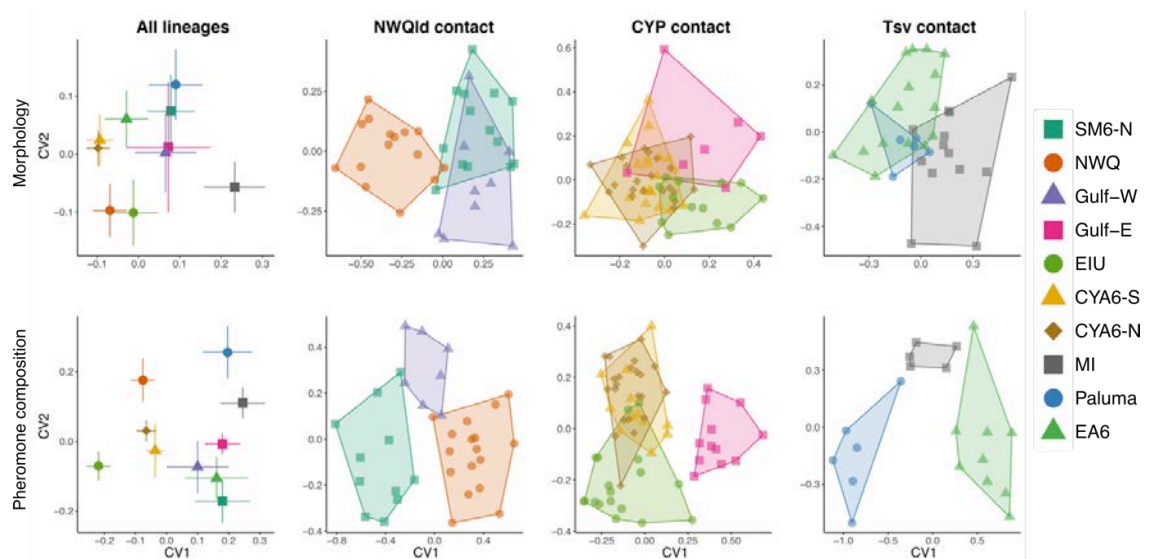 All lineages
NWQld contact
CYP contact
Tsv contact
Morphology
CV2
0.1
0.0
−0.1
−0.1
0.0
0.1
0.2
0.3
0.25
0.00
−0.25
−0.50
−0.25
0.00
0.25
0.6
0.4
0.2
0.0
−0.2
−0.2
0.0
0.2
0.4
0.2
0.0
−0.2
−0.4
−0.3
0.0
0.3
Pheromone composition
CV2
0.2
0.0
−0.2
−0.2
−0.1
0.0
0.1
0.2
0.3
CV1
0.4
0.2
0.0
−0.2
−0.4
−0.8
−0.4
0.0
0.4
CV1
0.4
0.2
0.0
−0.2
−0.4
−0.25
0.00
0.25
0.50
CV1
0.3
0.0
−0.3
−1.0
−0.5
0.0
0.5
CV1
SM6-N
NWQ
Gulf−W
Gulf−E
EIU
CYA6-S
CYA6-N
MI
Paluma
EA6